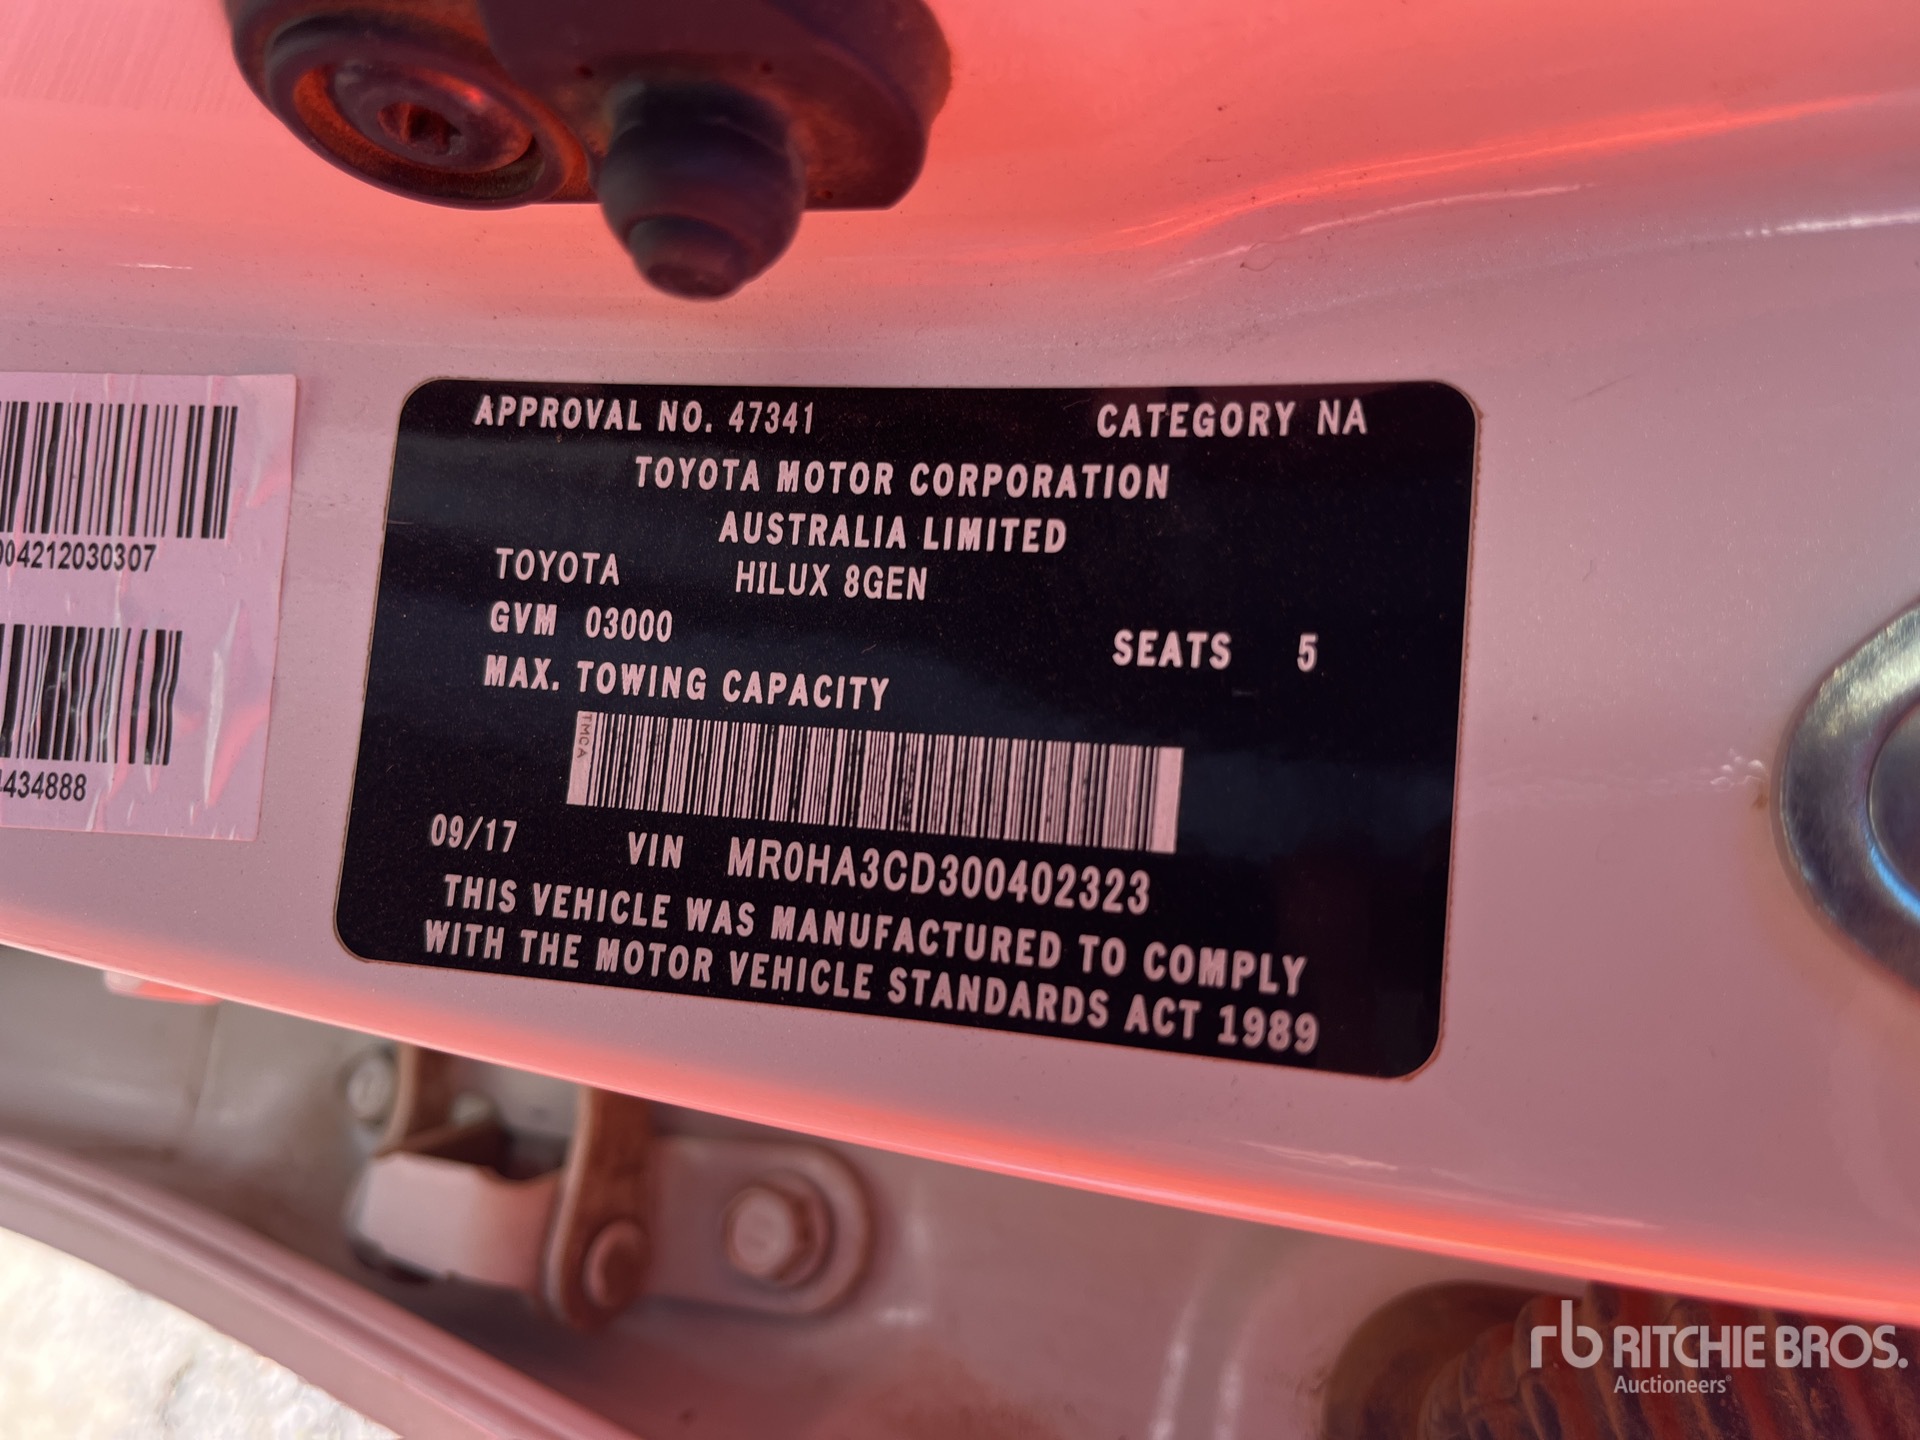 APPROVAL NO. 47341 CATEGORY NA
TOYOTA MOTOR CORPORATION
AUSTRALIA LIMITED
TOYOTA HILUX 8GEN
GVM 03000 SEATS 5
MAX. TOWING CAPACITY
TMCA
09/17 VIN MR0HA3CD300402323
THIS VEHICLE WAS MANUFACTURED TO COMPLY
WITH THE MOTOR VEHICLE STANDARDS ACT 1989
004212030307
434888
rb RITCHIE BROS.
Auctioneers